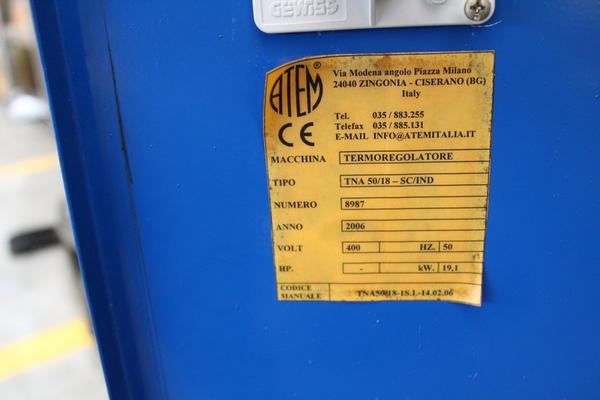 GEWISS
ATEM®
CE
Via Modena angolo Piazza Milano
24040 ZINGONIA - CISERANO (BG)
Italy
Tel. 035 / 883.255
Telefax 035 / 885.131
E-MAIL INFO@ATEMITALIA.IT
MACCHINA TERMOREGOLATORE
TIPO TNA 50/18 – SC/IND
NUMERO 8987
ANNO 2006
VOLT 400 HZ. 50
HP. - kW. 19,1
CODICE MANUALE TNA50/18-IS.I.-14.02.06